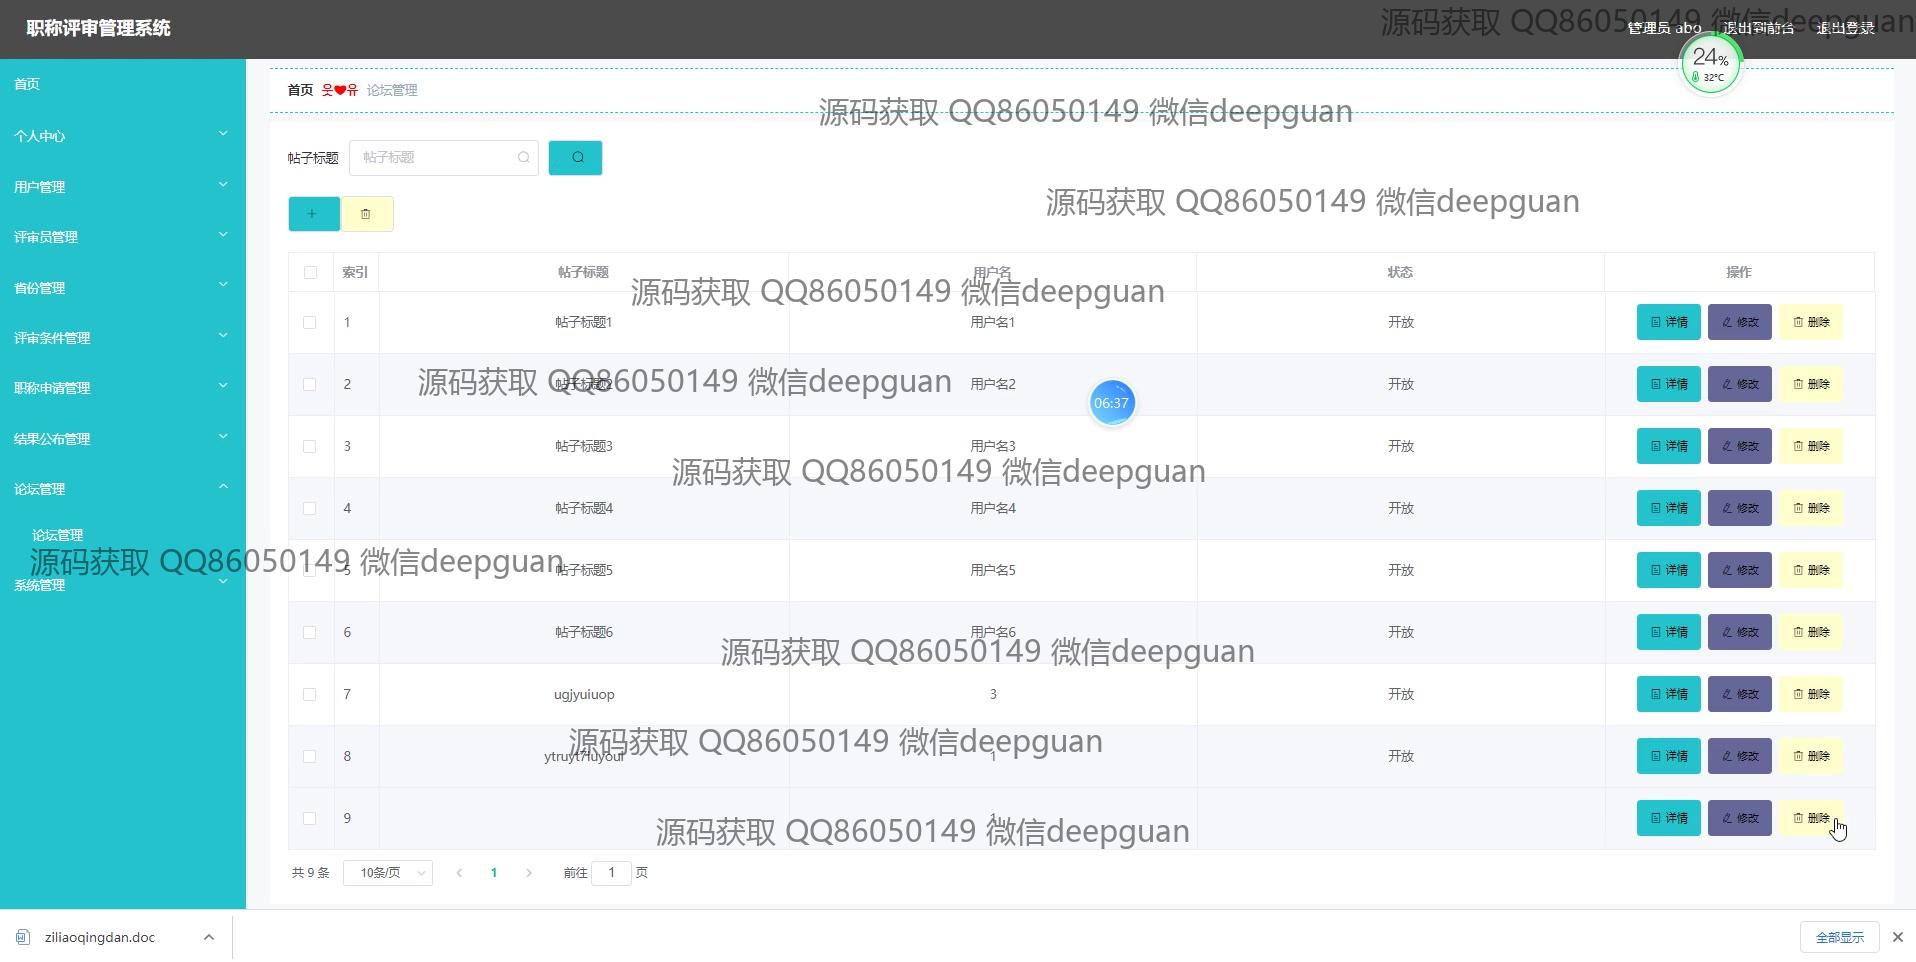 职称评审管理系统
源码获取 QQ86050149 微信deepguan
管理员 abo 退出到前台 退出登录
24%
32°C
首页
个人中心
用户管理
评审员管理
省份管理
评审条件管理
职称申请管理
结果公布管理
论坛管理
论坛管理
系统管理
首页 웃❤유 论坛管理
源码获取 QQ86050149 微信deepguan
帖子标题 帖子标题
源码获取 QQ86050149 微信deepguan
索引 帖子标题 用户名 状态 操作
源码获取 QQ86050149 微信deepguan
1 帖子标题1 用户名1 开放 详情 修改 删除
2 帖子标题2 用户名2 开放 详情 修改 删除
源码获取 QQ86050149 微信deepguan
06:37
3 帖子标题3 用户名3 开放 详情 修改 删除
源码获取 QQ86050149 微信deepguan
4 帖子标题4 用户名4 开放 详情 修改 删除
源码获取 QQ86050149 微信deepguan
5 帖子标题5 用户名5 开放 详情 修改 删除
6 帖子标题6 用户名6 开放 详情 修改 删除
源码获取 QQ86050149 微信deepguan
7 ugjyuiuop 3 开放 详情 修改 删除
源码获取 QQ86050149 微信deepguan
8 1 开放 详情 修改 删除
9 1 详情 修改 删除
源码获取 QQ86050149 微信deepguan
共 9 条 10条/页 1 前往 1 页
ziliaoqingdan.doc 全部显示